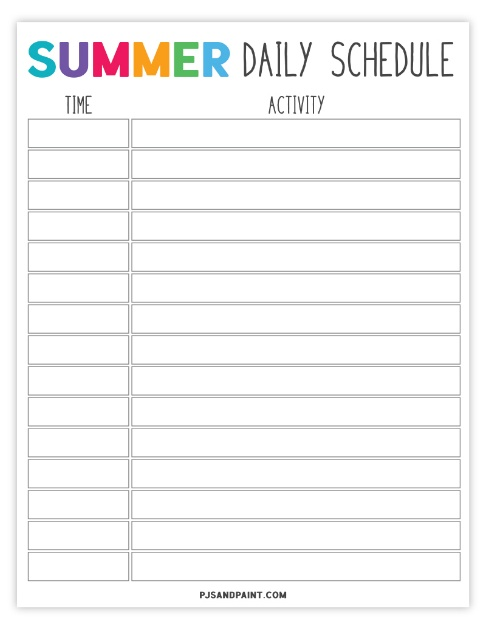 SUMMER DAILY SCHEDULE
TIME ACTIVITY
PJSANDPAINT.COM